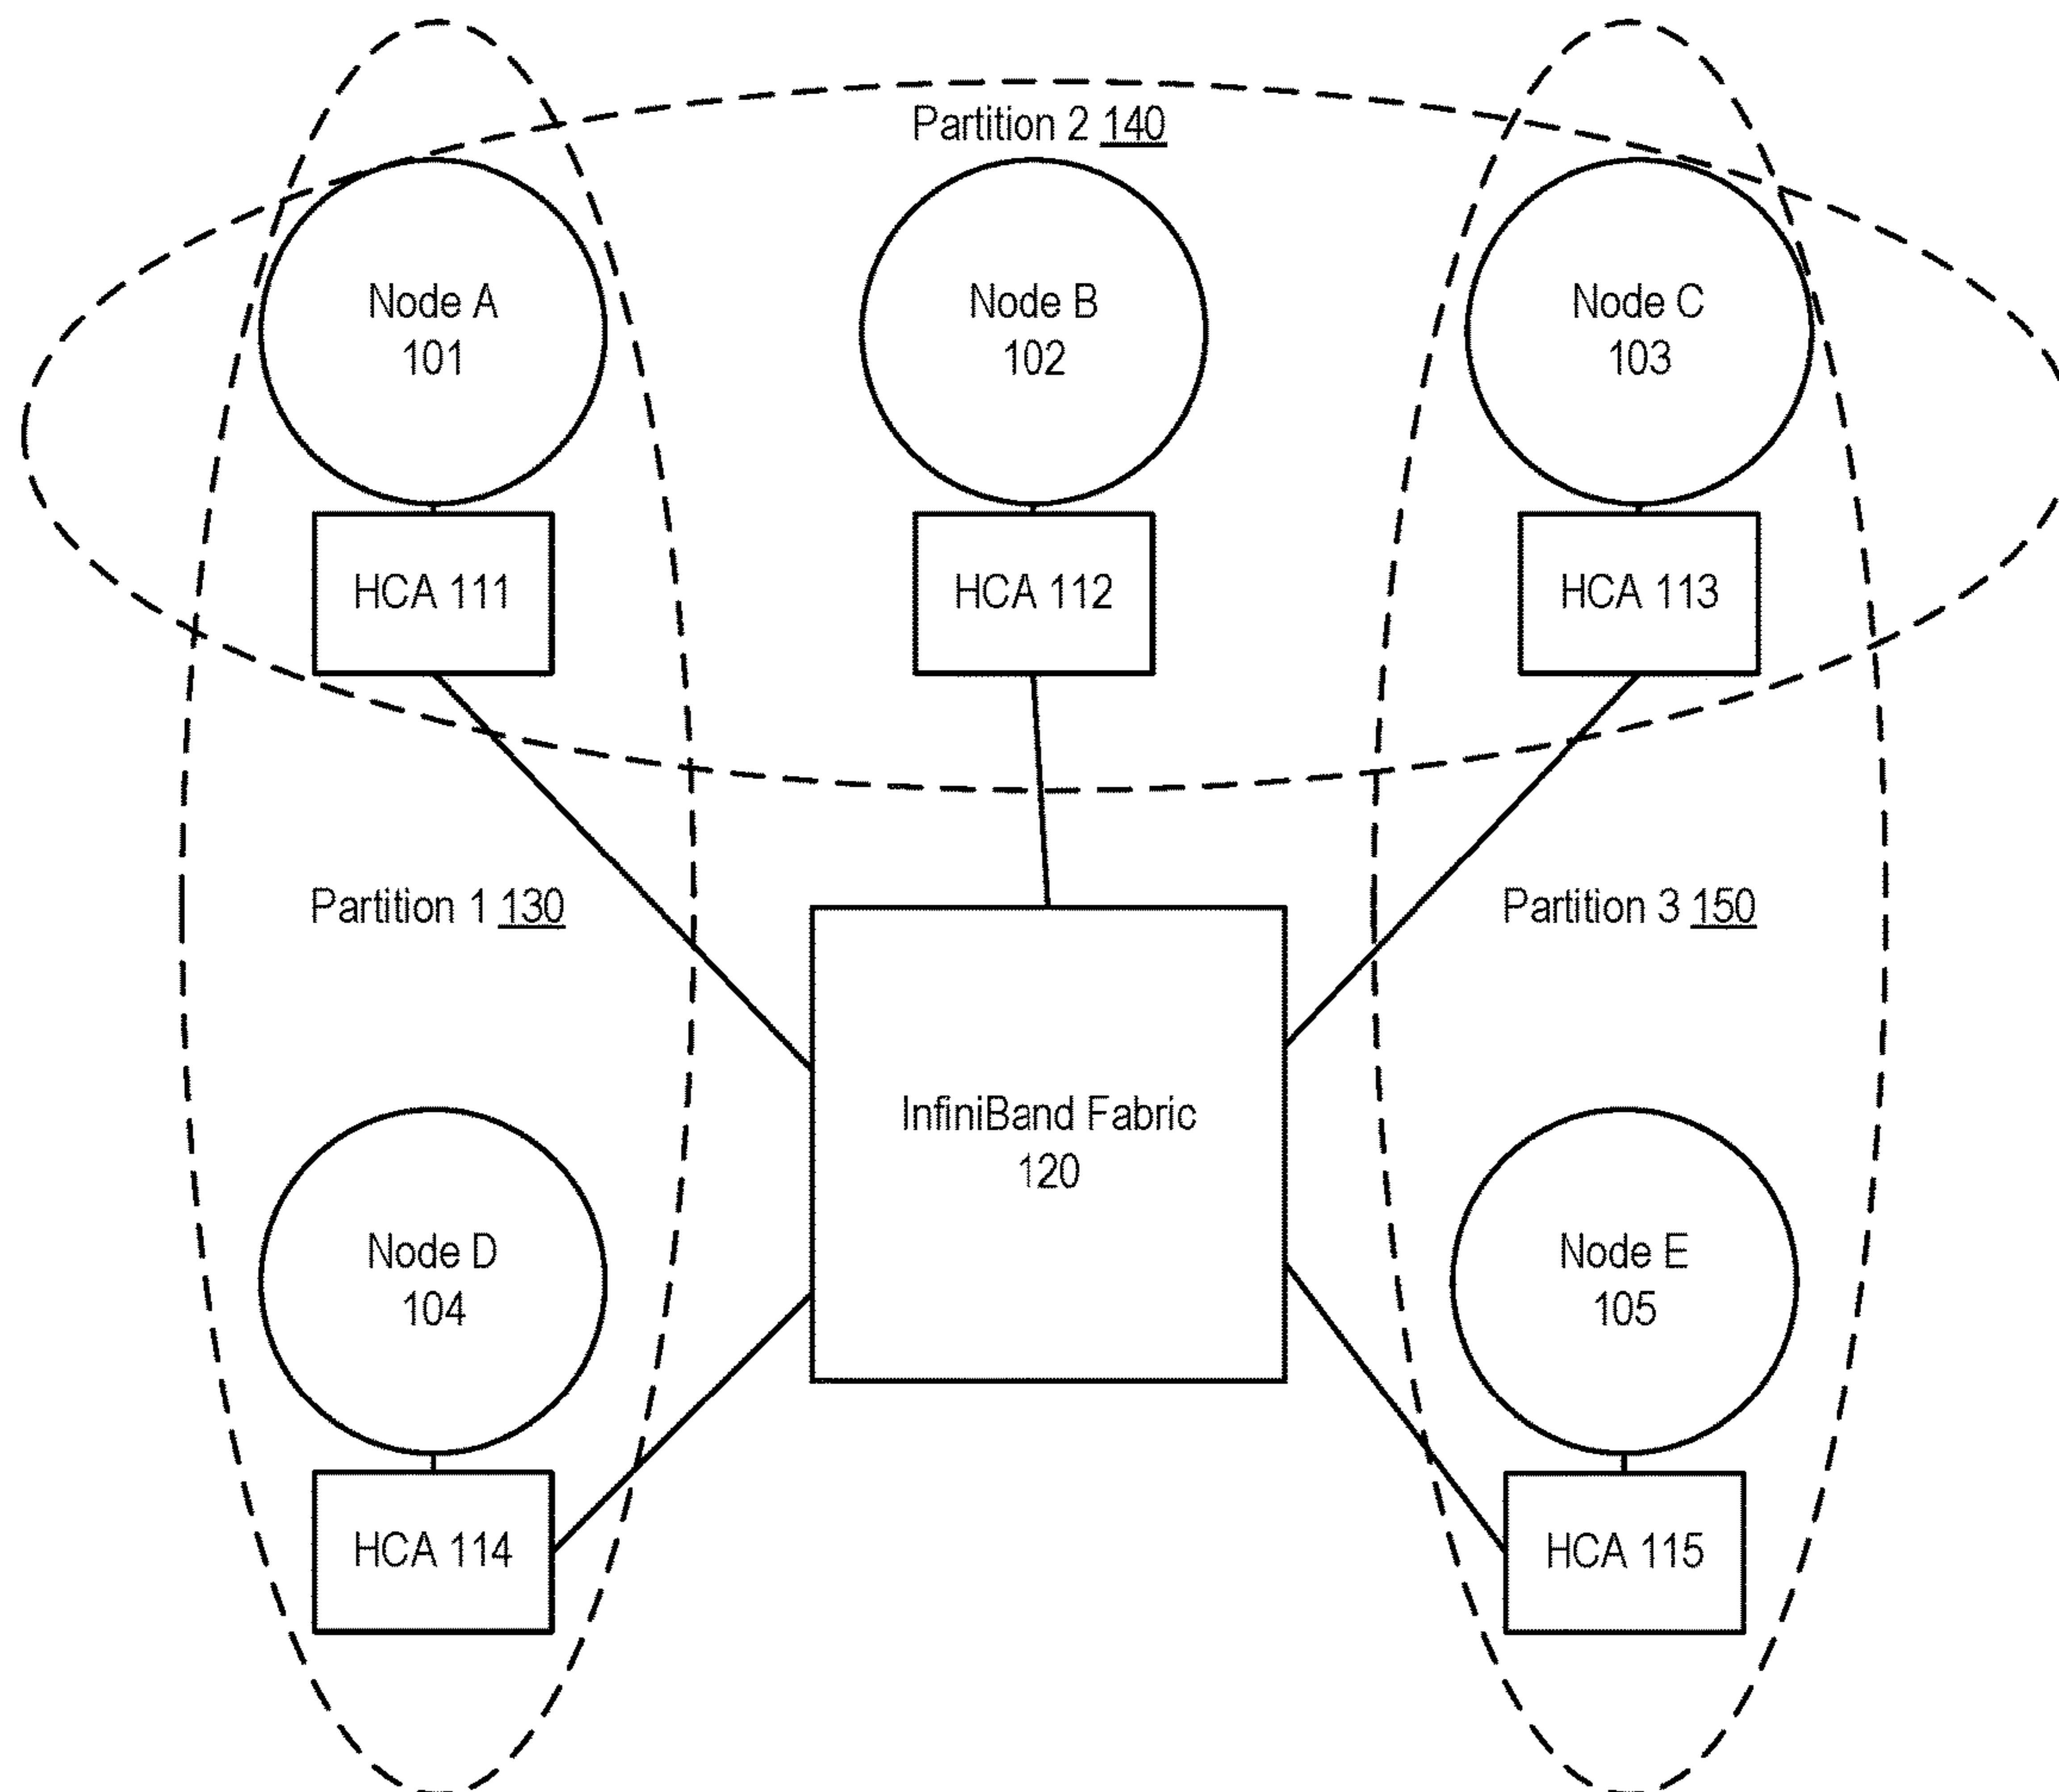 Partition 2 140
Node A
101
Node B
102
Node C
103
HCA 111
HCA 112
HCA 113
Partition 1 130
Partition 3 150
InfiniBand Fabric
120
Node D
104
Node E
105
HCA 114
HCA 115